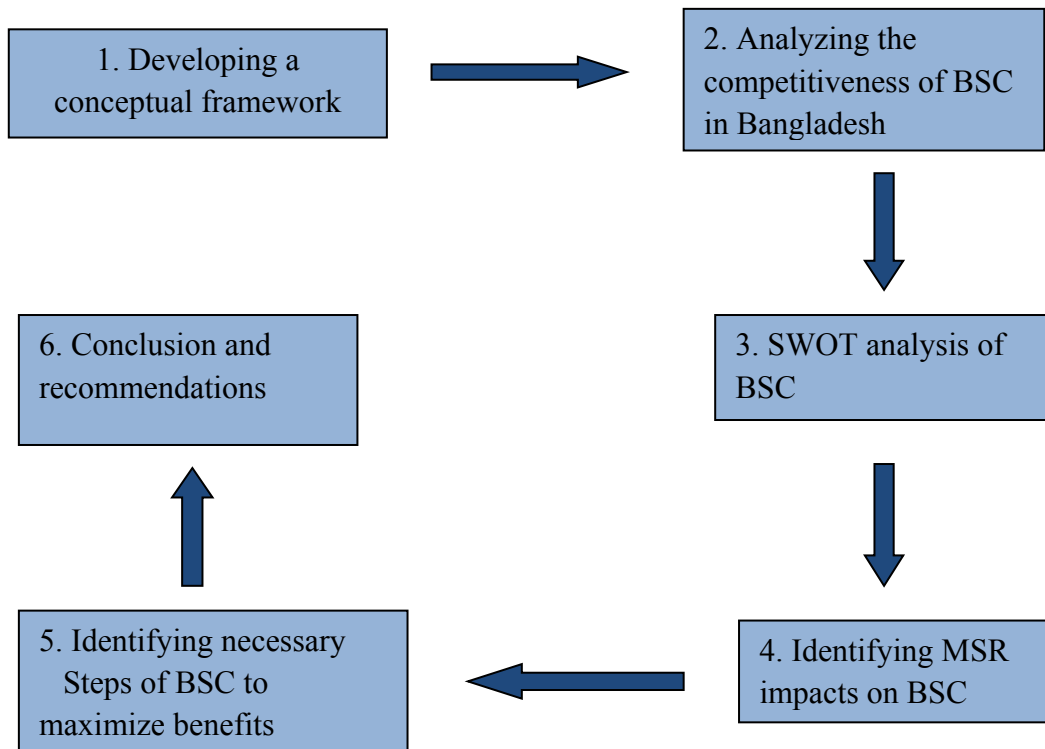 1. Developing a
conceptual framework
2. Analyzing the
competitiveness of BSC
in Bangladesh
3. SWOT analysis of
BSC
4. Identifying MSR
impacts on BSC
5. Identifying necessary
Steps of BSC to
maximize benefits
6. Conclusion and
recommendations